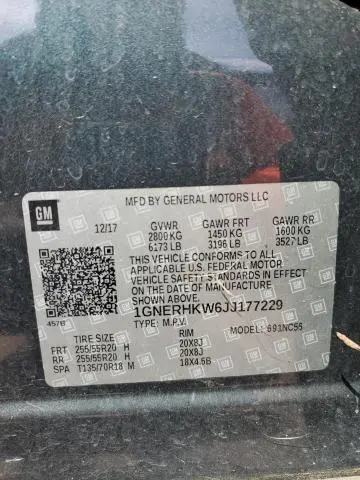 MFD BY GENERAL MOTORS LLC
GM
12/17 GVWR GAWR FRT GAWR RR
2800 KG 1450 KG 1600 KG
6173 LB 3196 LB 3527 LB
THIS VEHICLE CONFORMS TO ALL
APPLICABLE U.S. FEDERAL MOTOR
VEHICLE SAFETY STANDARDS IN
EFFECT ON THE DATE OF
MANUFACTURE SHOWN ABOVE.
1GNERHKW6JJ177229
457B TYPE: M.P.V. MODEL: 991NC56
TIRE SIZE RIM
FRT 255/55R20 H 20X8J
RR 255/55R20 H 20X8J
SPA T135/70R18 M 18X4.5B